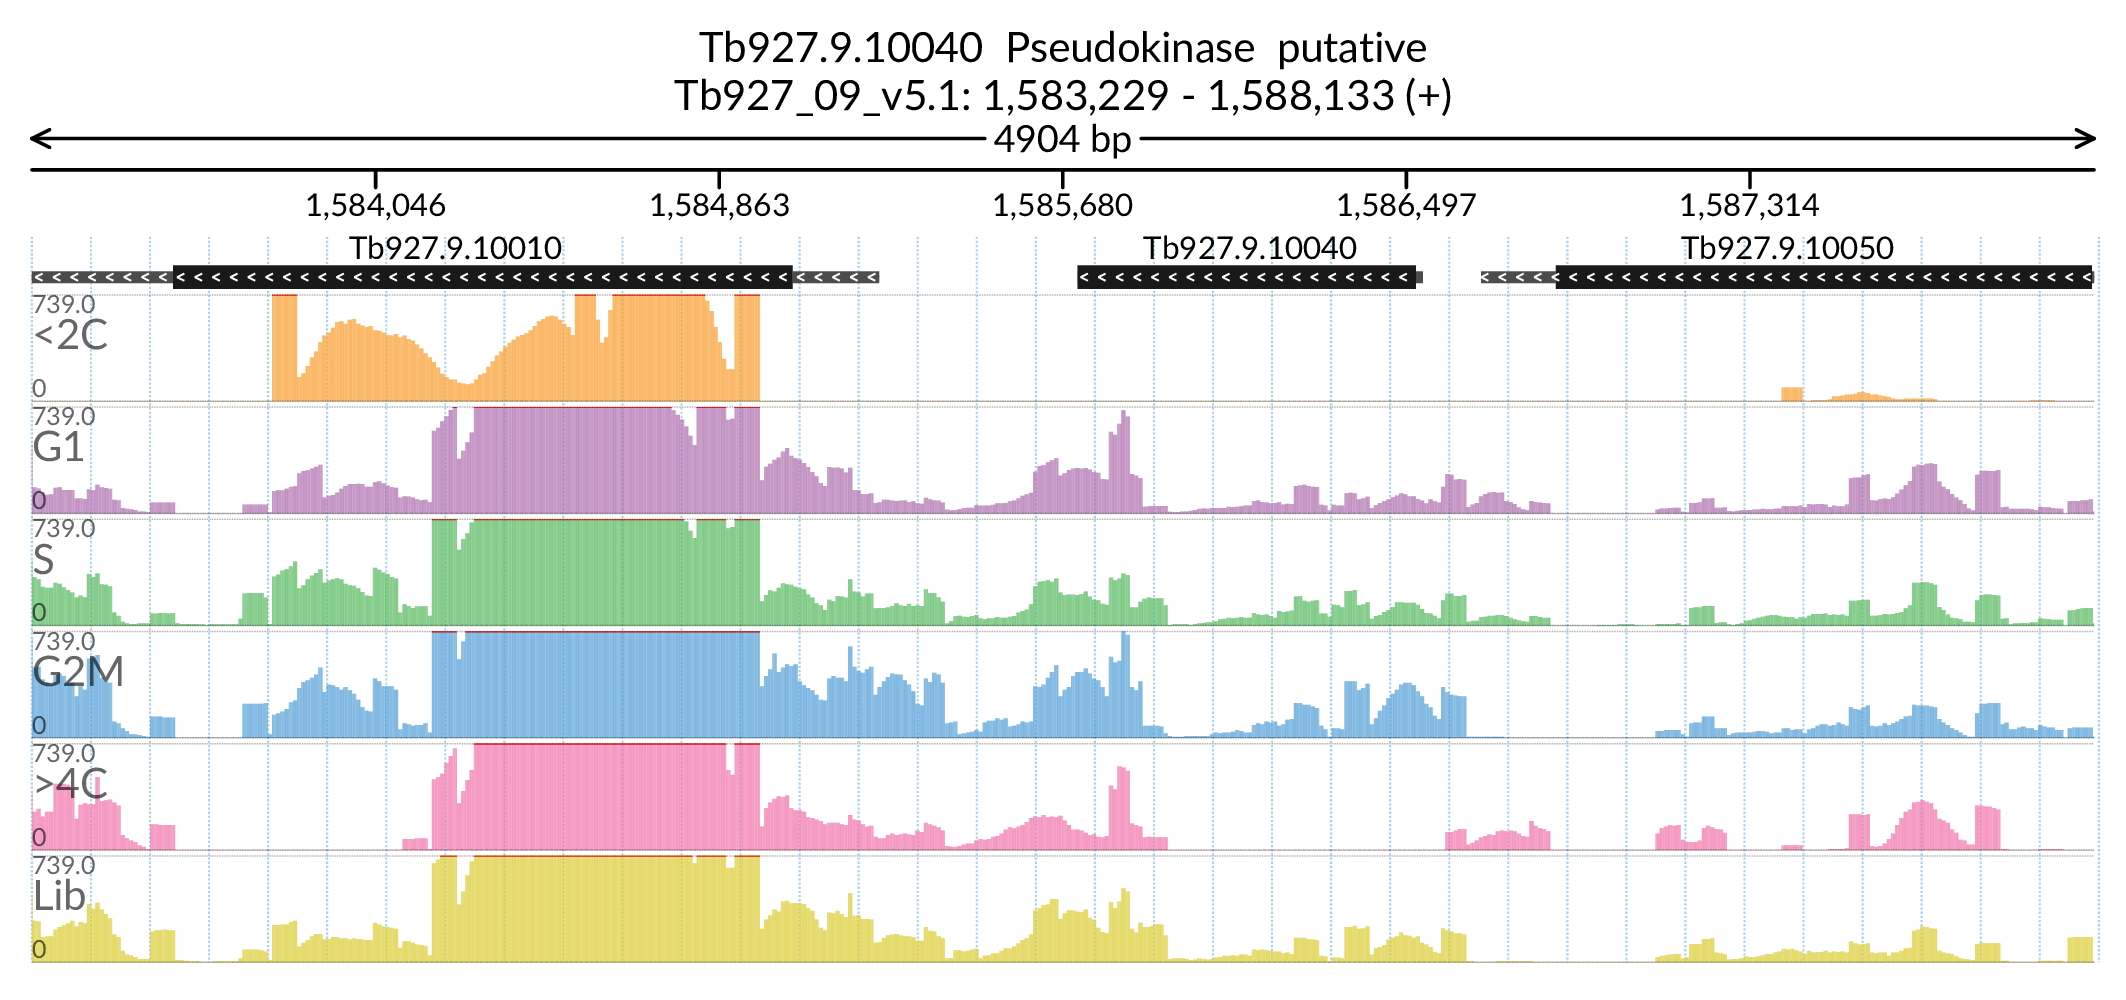 Tb927.9.10040 Pseudokinase putative
Tb927_09_v5.1: 1,583,229 - 1,588,133 (+)
4904 bp
1,584,046 1,584,863 1,585,680 1,586,497 1,587,314
Tb927.9.10010 Tb927.9.10040 Tb927.9.10050
739.0
<2C
0
739.0
G1
0
739.0
S
0
739.0
G2M
0
739.0
>4C
0
739.0
Lib
0